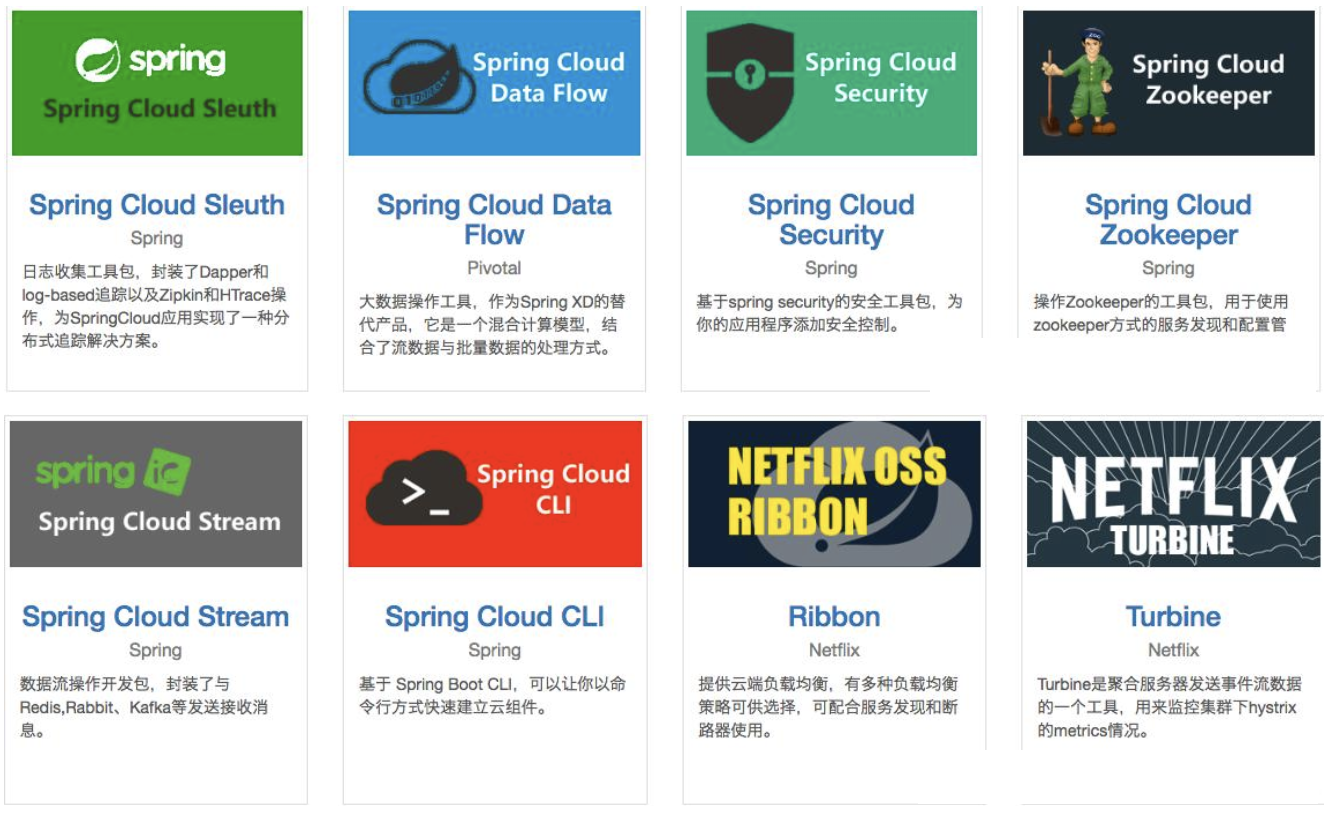 spring
Spring Cloud Sleuth
Spring Cloud Sleuth
Spring
日志收集工具包，封装了Dapper和
log-based追踪以及Zipkin和HTrace操
作，为SpringCloud应用实现了一种分
布式追踪解决方案。
Spring Cloud
Data Flow
Spring Cloud Data
Flow
Pivotal
大数据操作工具，作为Spring XD的替
代产品，它是一个混合计算模型，结
合了流数据与批量数据的处理方式。
Spring Cloud
Security
Spring Cloud
Security
Spring
基于spring security的安全工具包，为
你的应用程序添加安全控制。
Spring Cloud
Zookeeper
Spring Cloud
Zookeeper
Spring
操作Zookeeper的工具包，用于使用
zookeeper方式的服务发现和配置管
spring
Spring Cloud Stream
Spring Cloud Stream
Spring
数据流操作开发包，封装了与
Redis,Rabbit、Kafka等发送接收消
息。
>_
Spring Cloud
CLI
Spring Cloud CLI
Spring
基于 Spring Boot CLI，可以让你以命
令行方式快速建立云组件。
NETFLIX OSS
RIBBON
Ribbon
Netflix
提供云端负载均衡，有多种负载均衡
策略可供选择，可配合服务发现和断
路器使用。
NETFLIX
TURBINE
Turbine
Netflix
Turbine是聚合服务器发送事件流数据
的一个工具，用来监控集群下hystrix
的metrics情况。